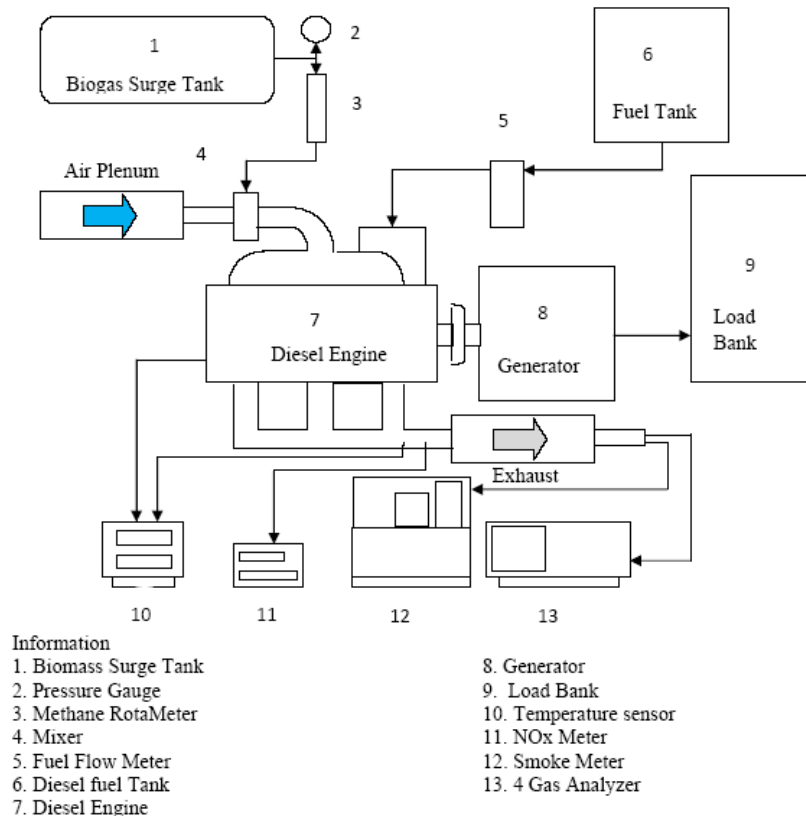 1
Biogas Surge Tank
2
3
6
Fuel Tank
5
4
Air Plenum
9
Load
Bank
7
Diesel Engine
8
Generator
Exhaust
10
11
12
13
Information
1. Biomass Surge Tank
2. Pressure Gauge
3. Methane RotaMeter
4. Mixer
5. Fuel Flow Meter
6. Diesel fuel Tank
7. Diesel Engine
8. Generator
9. Load Bank
10. Temperature sensor
11. NOx Meter
12. Smoke Meter
13. 4 Gas Analyzer